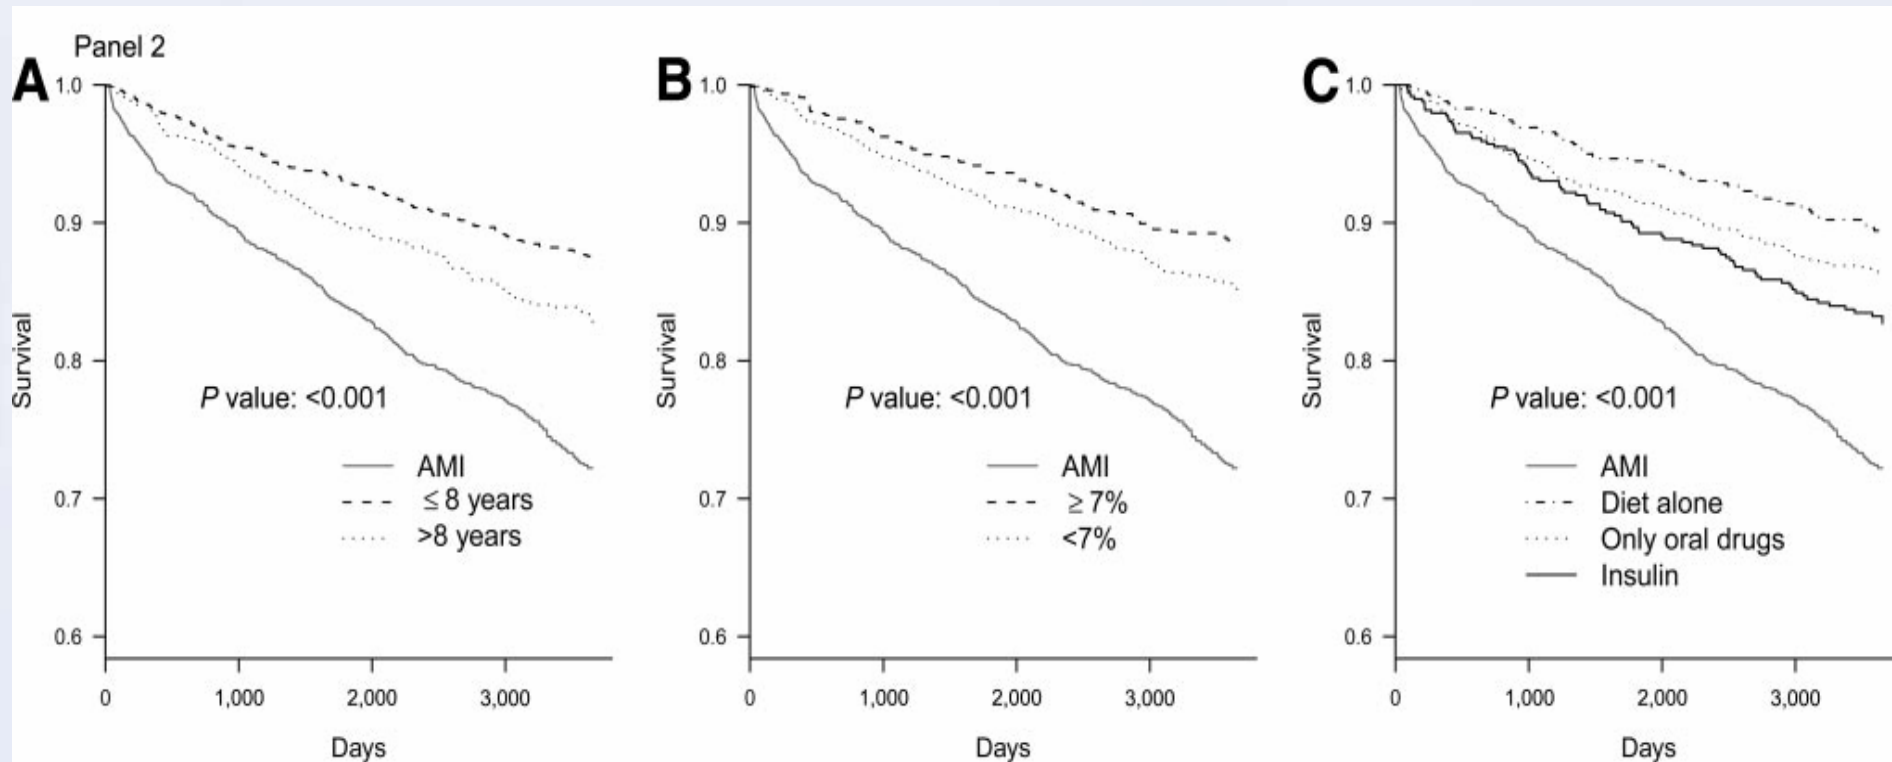 Panel 2
A
1.0
0.9
0.8
0.7
0.6
Survival
P value: <0.001
AMI
≤ 8 years
>8 years
0 1,000 2,000 3,000
Days
B
1.0
0.9
0.8
0.7
0.6
Survival
P value: <0.001
AMI
≥ 7%
<7%
0 1,000 2,000 3,000
Days
C
1.0
0.9
0.8
0.7
0.6
Survival
P value: <0.001
AMI
Diet alone
Only oral drugs
Insulin
0 1,000 2,000 3,000
Days